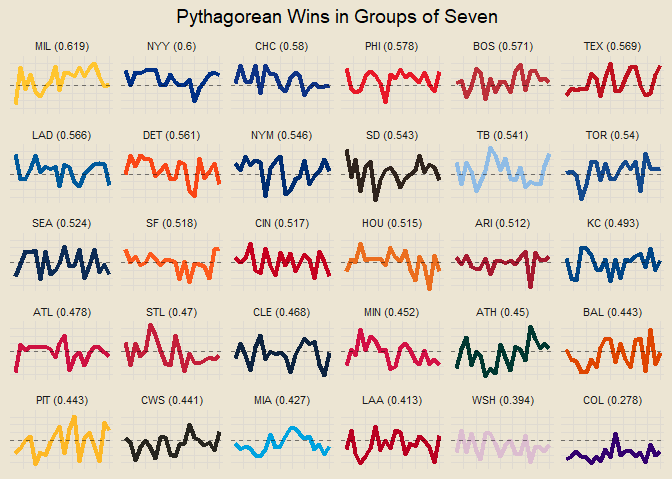 Pythagorean Wins in Groups of Seven
MIL (0.619) NYY (0.6) CHC (0.58) PHI (0.578) BOS (0.571) TEX (0.569)
LAD (0.566) DET (0.561) NYM (0.546) SD (0.543) TB (0.541) TOR (0.54)
SEA (0.524) SF (0.518) CIN (0.517) HOU (0.515) ARI (0.512) KC (0.493)
ATL (0.478) STL (0.47) CLE (0.468) MIN (0.452) ATH (0.45) BAL (0.443)
PIT (0.443) CWS (0.441) MIA (0.427) LAA (0.413) WSH (0.394) COL (0.278)